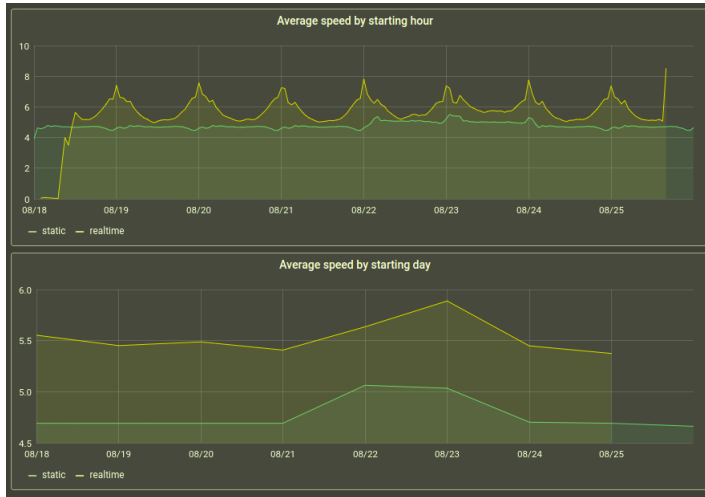 Average speed by starting hour
10
8
6
4
2
0
08/18 08/19 08/20 08/21 08/22 08/23 08/24 08/25
static realtime
Average speed by starting day
6.0
5.5
5.0
4.5
08/18 08/19 08/20 08/21 08/22 08/23 08/24 08/25
static realtime